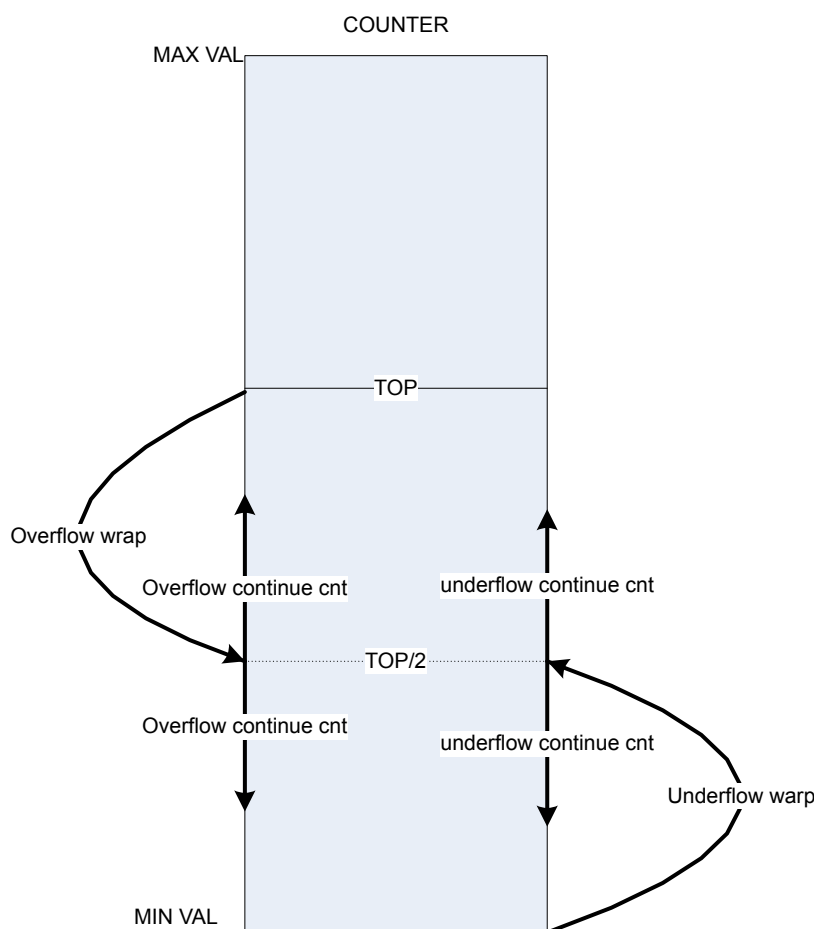 COUNTER
MAX VAL
TOP
Overflow wrap
Overflow continue cnt
underflow continue cnt
TOP/2
Overflow continue cnt
underflow continue cnt
Underflow warp
MIN VAL